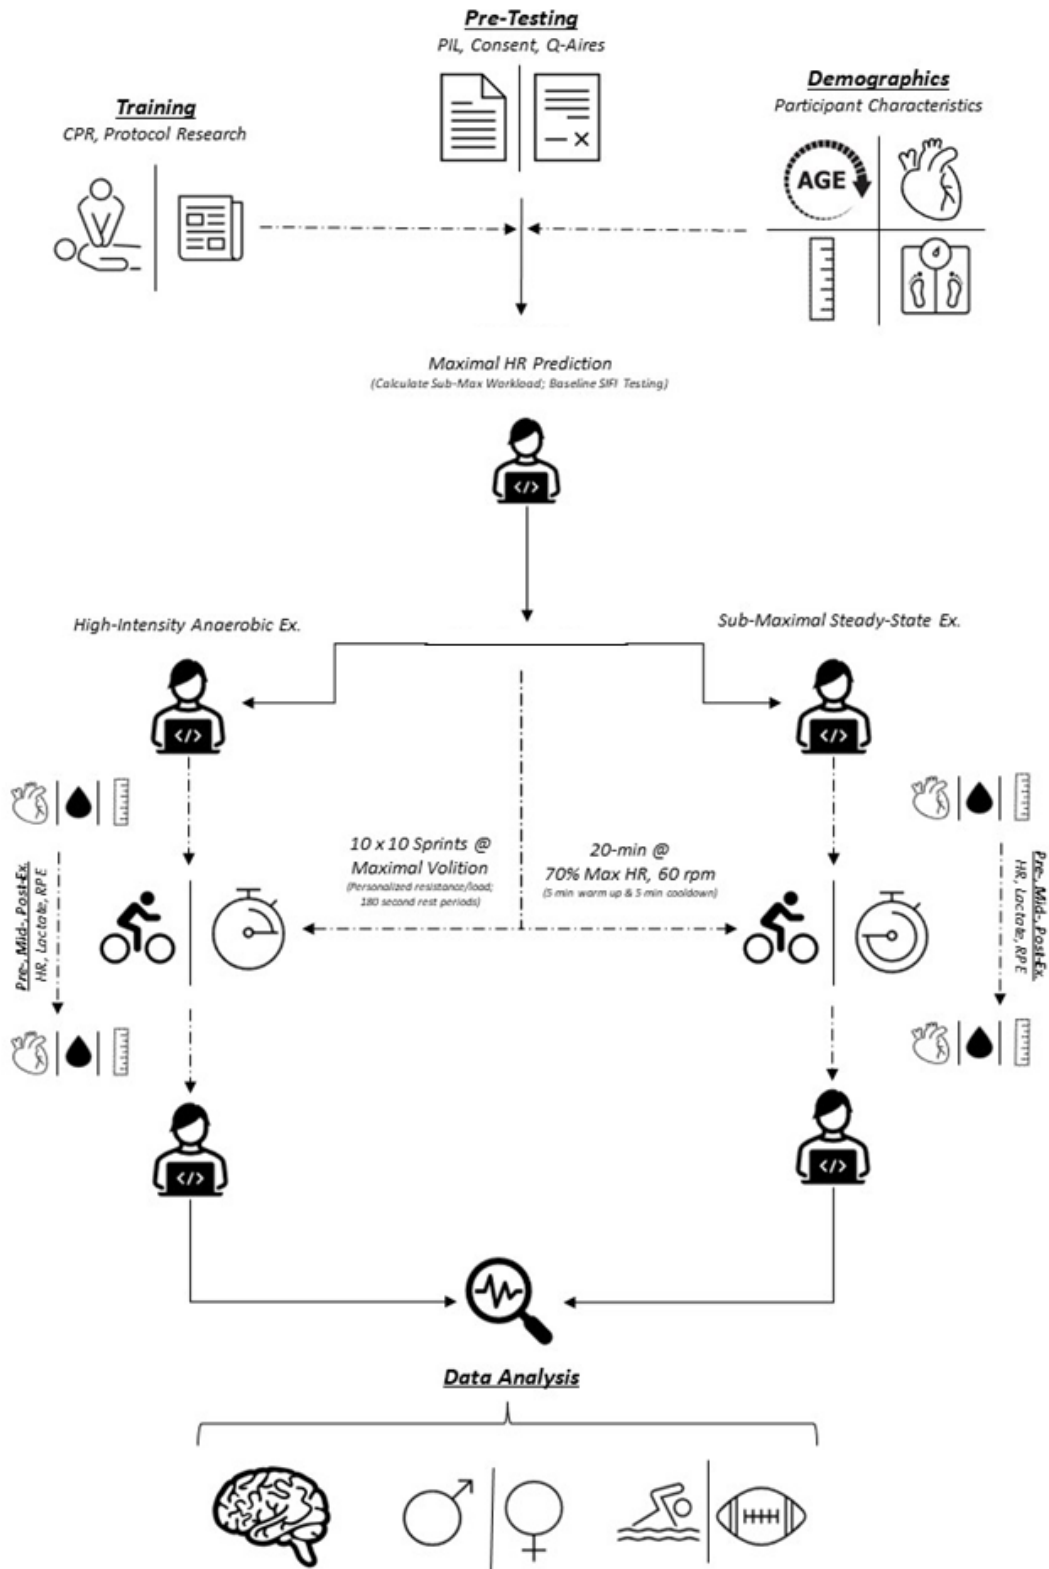 Pre-Testing
PIL, Consent, Q-Aires
Training
CPR, Protocol Research
Demographics
Participant Characteristics
AGE
Maximal HR Prediction
(Calculate Sub-Max Workload; Baseline SIFI Testing)
</>
High-Intensity Anaerobic Ex.
Sub-Maximal Steady-State Ex.
</>
</>
10 x 10 Sprints @
Maximal Volition
(Personalized resistance/load;
180 second rest periods)
20-min @
70% Max HR, 60 rpm
(5 min warm up & 5 min cooldown)
Pre-, Mid-, Post-Ex.
HR, Lactate, RPE
Pre-, Mid-, Post-Ex.
HR, Lactate, RPE
</>
</>
Data Analysis